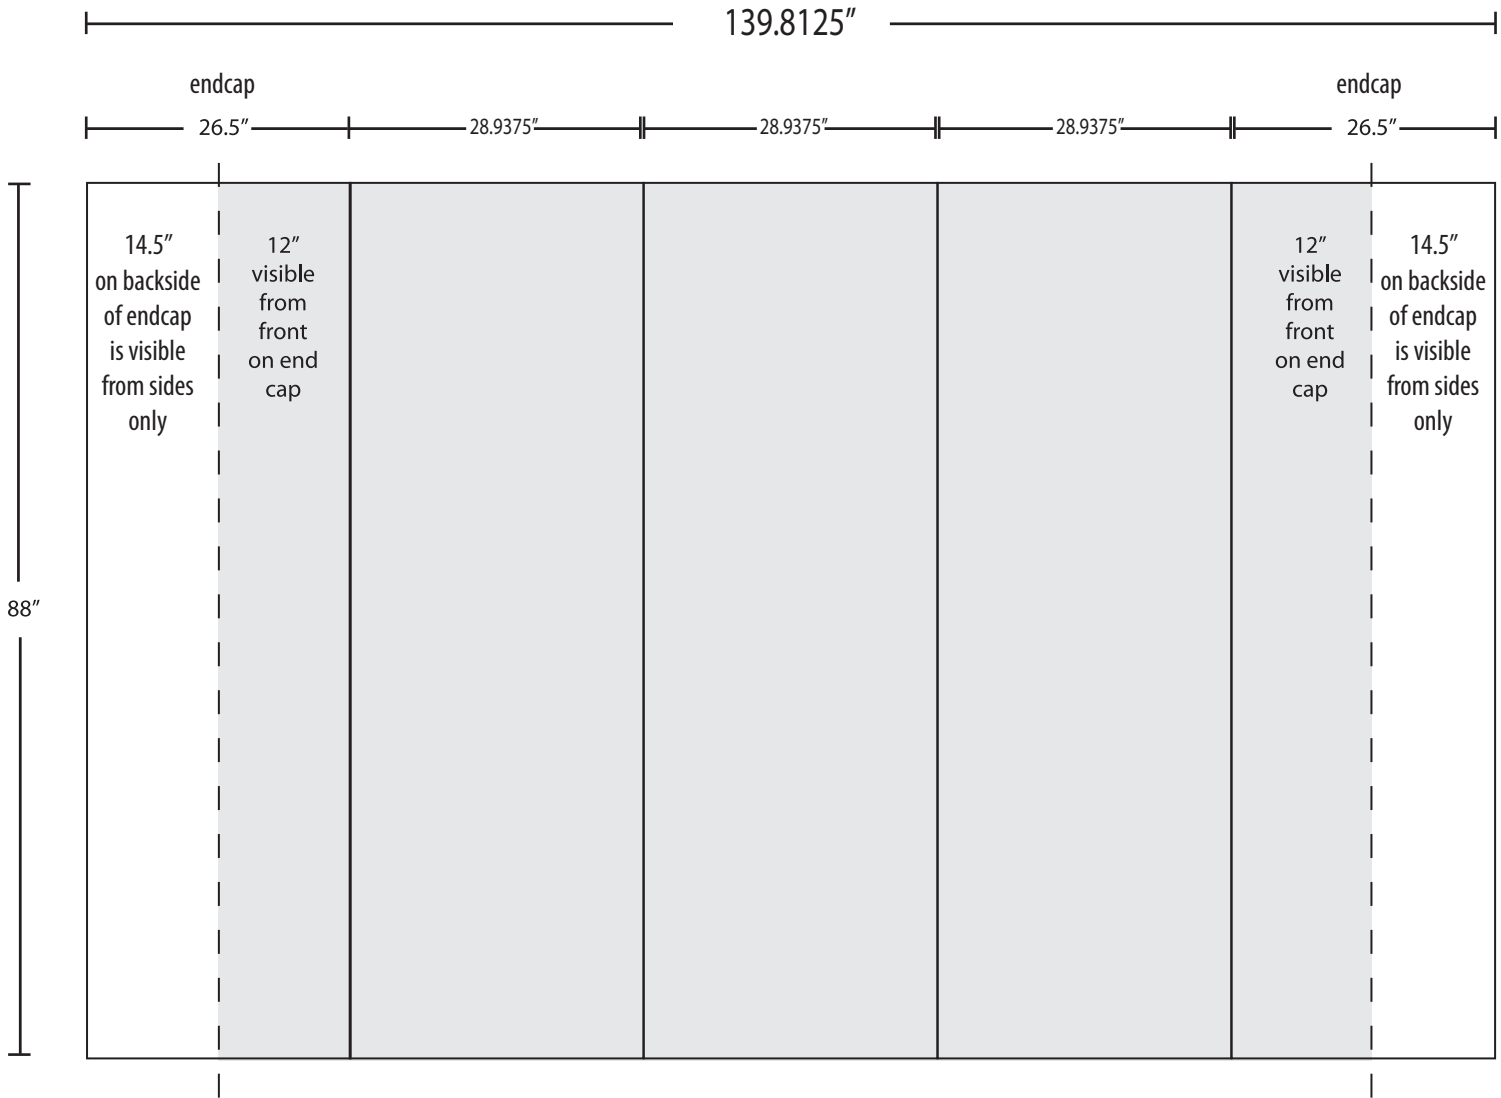 139.8125”
endcap
endcap
26.5”
28.9375”
28.9375”
28.9375”
26.5”
14.5”
on backside
of endcap
is visible
from sides
only
12”
visible
from
front
on end
cap
12”
visible
from
front
on end
cap
14.5”
on backside
of endcap
is visible
from sides
only
88”